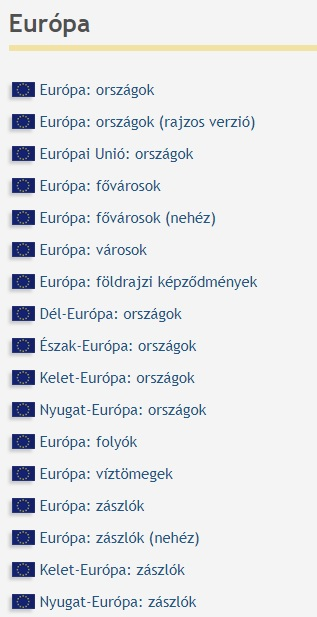 Európa
Európa: országok
Európa: országok (rajzos verzió)
Európai Unió: országok
Európa: fővárosok
Európa: fővárosok (nehéz)
Európa: városok
Európa: földrajzi képződmények
Dél-Európa: országok
Észak-Európa: országok
Kelet-Európa: országok
Nyugat-Európa: országok
Európa: folyók
Európa: víztömegek
Európa: zászlók
Európa: zászlók (nehéz)
Kelet-Európa: zászlók
Nyugat-Európa: zászlók